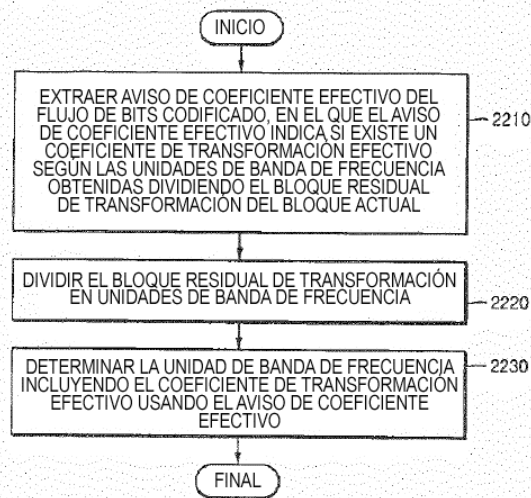 INICIO
EXTRAER AVISO DE COEFICIENTE EFECTIVO DEL
FLUJO DE BITS CODIFICADO, EN EL QUE EL AVISO
DE COEFICIENTE EFECTIVO INDICA SI EXISTE UN
COEFICIENTE DE TRANSFORMACIÓN EFECTIVO
SEGÚN LAS UNIDADES DE BANDA DE FRECUENCIA
OBTENIDAS DIVIDIENDO EL BLOQUE RESIDUAL
DE TRANSFORMACIÓN DEL BLOQUE ACTUAL
2210
DIVIDIR EL BLOQUE RESIDUAL DE TRANSFORMACIÓN
EN UNIDADES DE BANDA DE FRECUENCIA
2220
DETERMINAR LA UNIDAD DE BANDA DE FRECUENCIA
INCLUYENDO EL COEFICIENTE DE TRANSFORMACIÓN
EFECTIVO USANDO EL AVISO DE COEFICIENTE
EFECTIVO
2230
FINAL